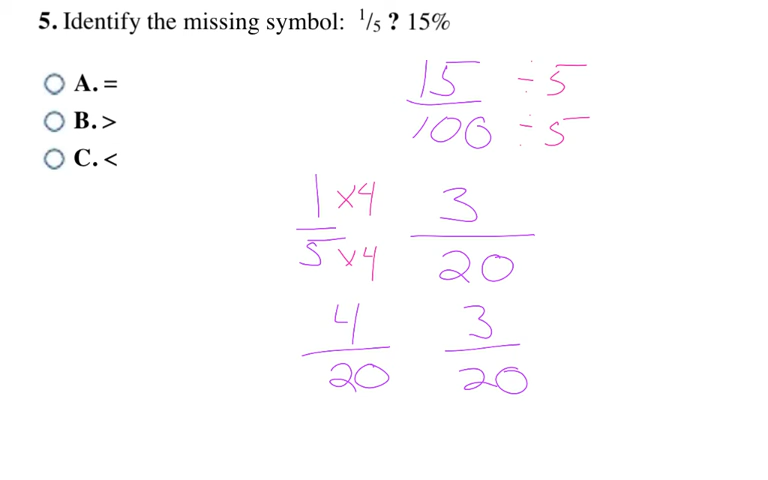 5. Identify the missing symbol: 1/5 ? 15%
A. =
B. >
C. <
15 ÷ 5
100 ÷ 5
1 × 4
5 × 4
3
20
4
20
3
20